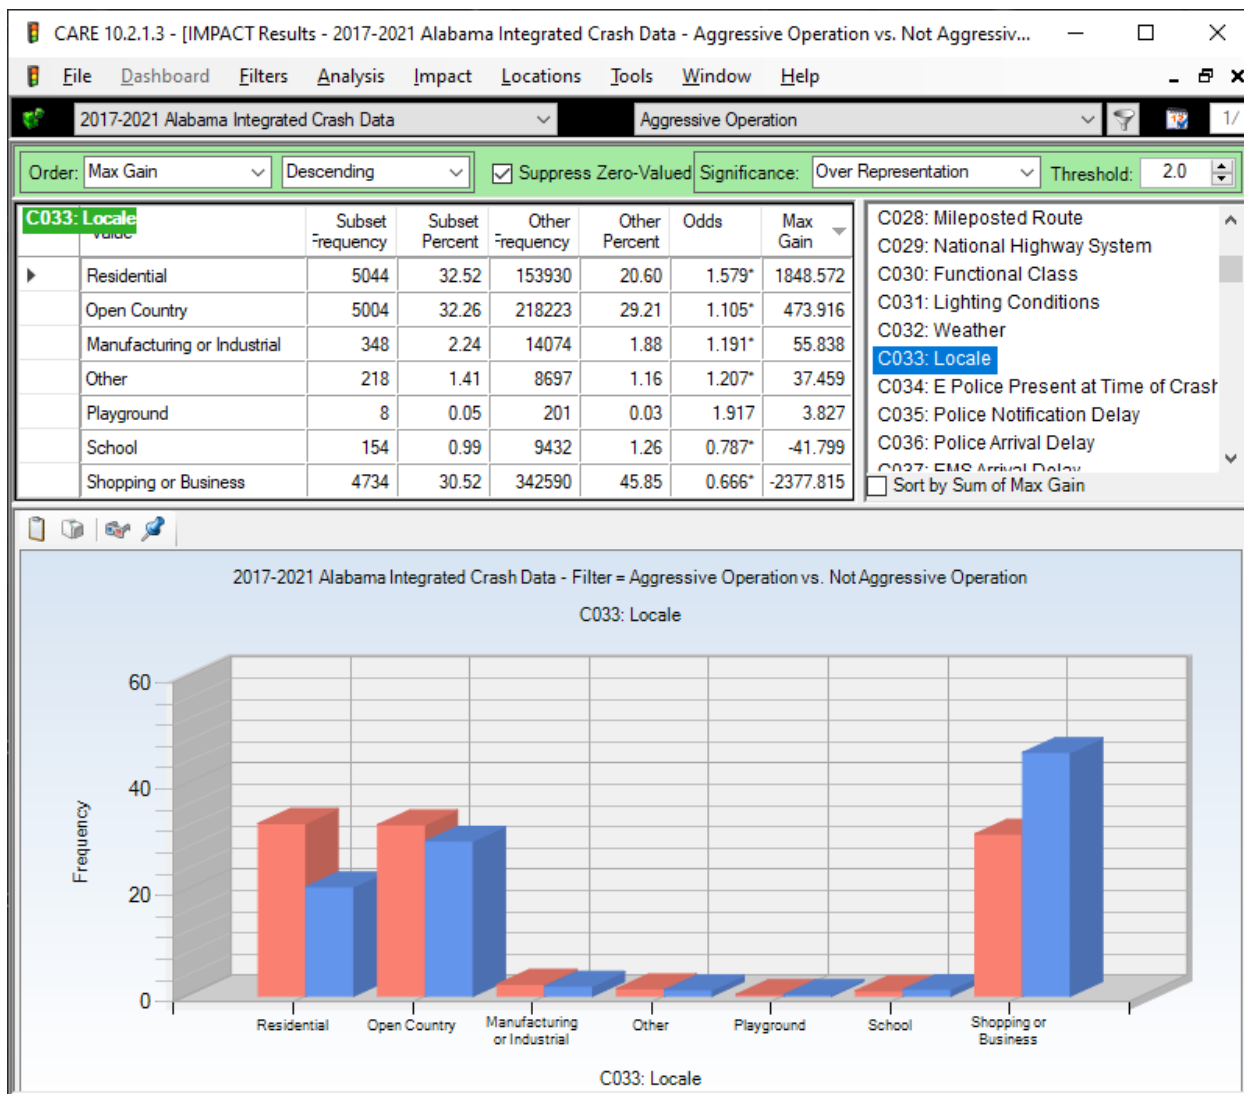 CARE 10.2.1.3 - [IMPACT Results - 2017-2021 Alabama Integrated Crash Data - Aggressive Operation vs. Not Aggressiv...
File Dashboard Filters Analysis Impact Locations Tools Window Help
2017-2021 Alabama Integrated Crash Data Aggressive Operation 1/
Order: Max Gain Descending Suppress Zero-Valued Significance: Over Representation Threshold: 2.0
C033: Locale
Value Subset Frequency Subset Percent Other Frequency Other Percent Odds Max Gain
Residential 5044 32.52 153930 20.60 1.579* 1848.572
Open Country 5004 32.26 218223 29.21 1.105* 473.916
Manufacturing or Industrial 348 2.24 14074 1.88 1.191* 55.838
Other 218 1.41 8697 1.16 1.207* 37.459
Playground 8 0.05 201 0.03 1.917 3.827
School 154 0.99 9432 1.26 0.787* -41.799
Shopping or Business 4734 30.52 342590 45.85 0.666* -2377.815
C028: Mileposted Route
C029: National Highway System
C030: Functional Class
C031: Lighting Conditions
C032: Weather
C033: Locale
C034: E Police Present at Time of Crash
C035: Police Notification Delay
C036: Police Arrival Delay
C037: EMS Arrival Delay
Sort by Sum of Max Gain
2017-2021 Alabama Integrated Crash Data - Filter = Aggressive Operation vs. Not Aggressive Operation
C033: Locale
Frequency
60
40
20
0
Residential
Open Country
Manufacturing
or Industrial
Other
Playground
School
Shopping or
Business
C033: Locale